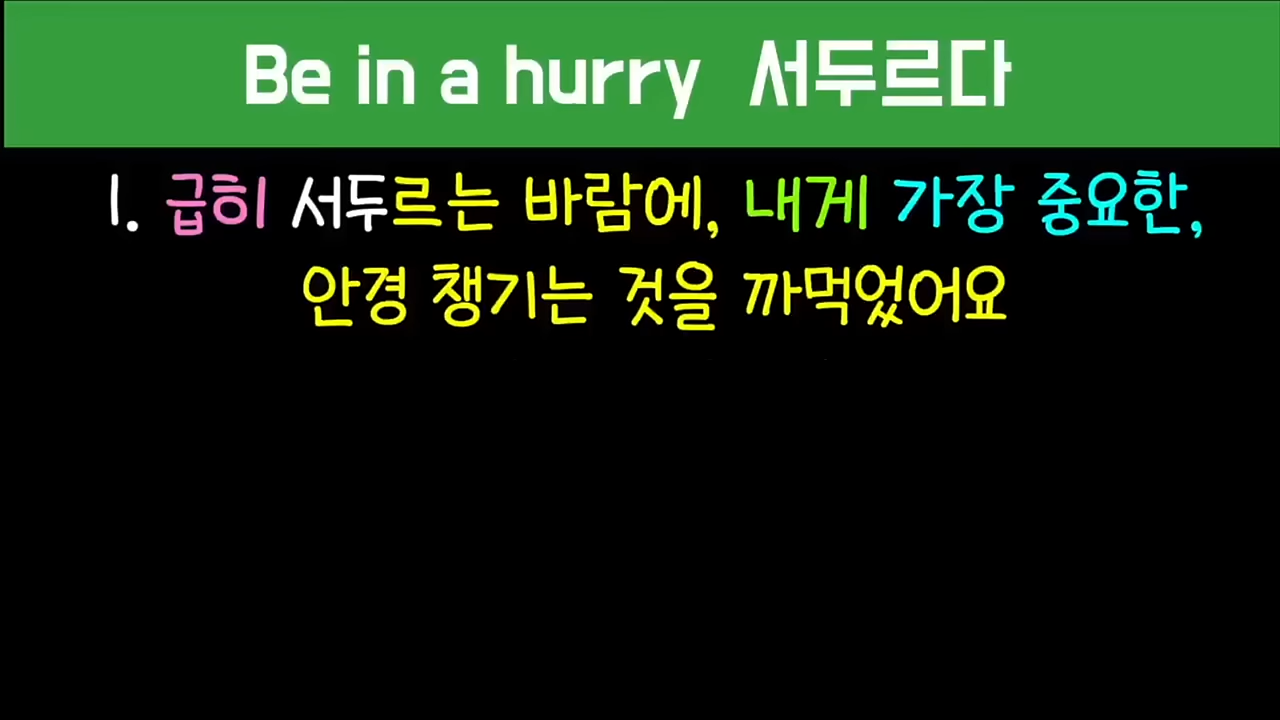 Be in a hurry 서두르다
1. 급히 서두르는 바람에, 내게 가장 중요한,
안경 챙기는 것을 까먹었어요